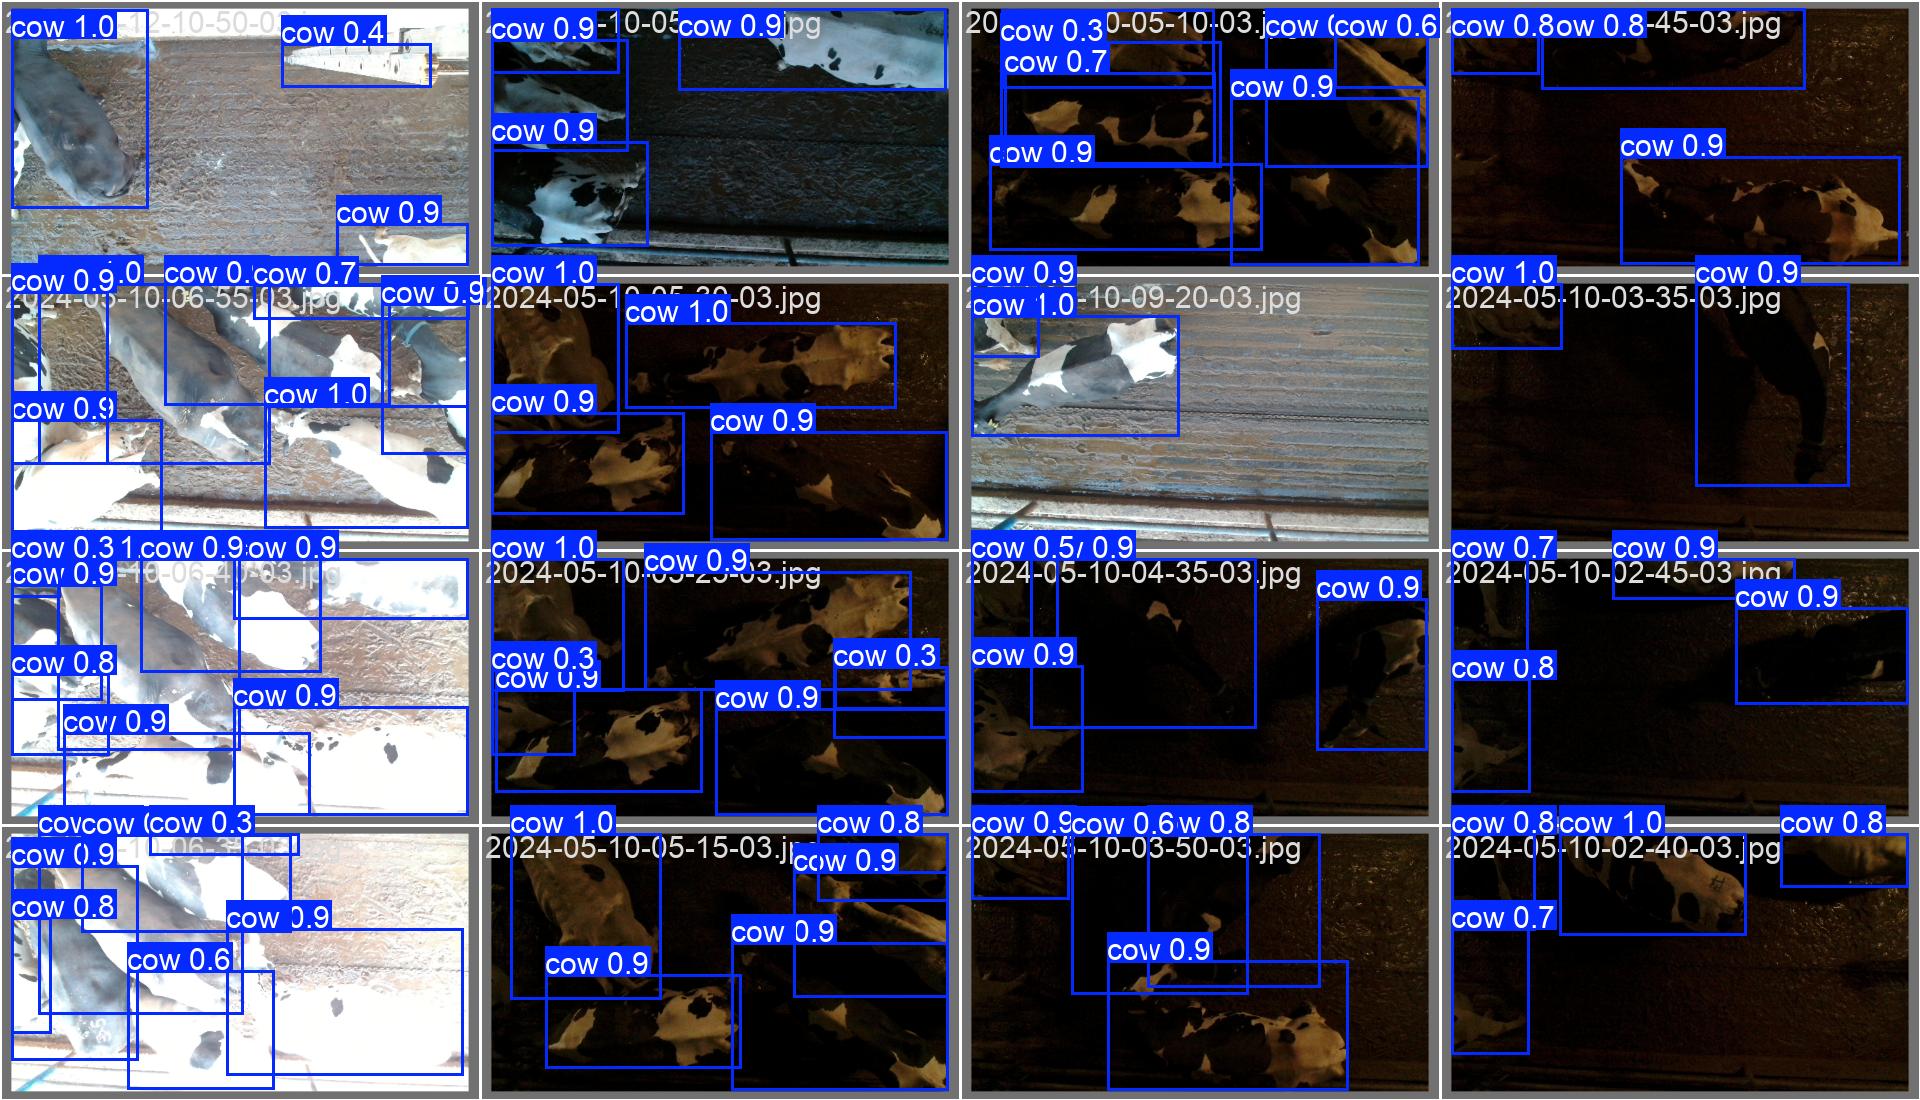 cow 1.0
12-10-50-03
cow 0.4
cow 0.9
cow 0.9
10-05
cow 0.9
jpg
cow 0.9
20
cow 0.3
0-05-10-03.j
cow
cow 0.6
cow 0.7
cow 0.9
cow 0.9
cow 0.8
ow 0.8
-45-03.jpg
cow 0.9
cow 0.9
.0
cow 0.
cow 0.7
cow 0.9
2024-05-10-06-55-03.jpg
cow 0.9
cow 1.0
cow 1.0
2024-05-10-05-30-03.jpg
cow 1.0
cow 0.9
cow 0.9
cow 0.9
cow 1.0
-10-09-20-03.jpg
cow 1.0
cow 0.9
2024-05-10-03-35-03.jpg
cow 0.3
1.
cow 0.9
cow 0.9
cow 0.9
-10-06-40-03.jpg
cow 0.8
cow 0.9
cow 0.9
cow 1.0
cow 0.9
2024-05-10-05-25-03.jpg
cow 0.3
cow 0.9
cow 0.3
cow 0.9
cow 0.5
0.9
2024-05-10-04-35-03.jpg
cow 0.9
cow 0.9
cow 0.7
cow 0.9
2024-05-10-02-45-03.jpg
cow 0.9
cow 0.8
cow
cow
cow 0.3
cow 0.9
cow 0.8
cow 0.9
cow 0.6
cow 1.0
cow 0.8
2024-05-10-05-15-03.jp
cow 0.9
cow 0.9
cow 0.9
cow 0.9
cow 0.6
w 0.8
2024-05-10-03-50-03.jpg
cow 0.9
cow 0.8
cow 1.0
cow 0.8
2024-05-10-02-40-03.jpg
cow 0.7